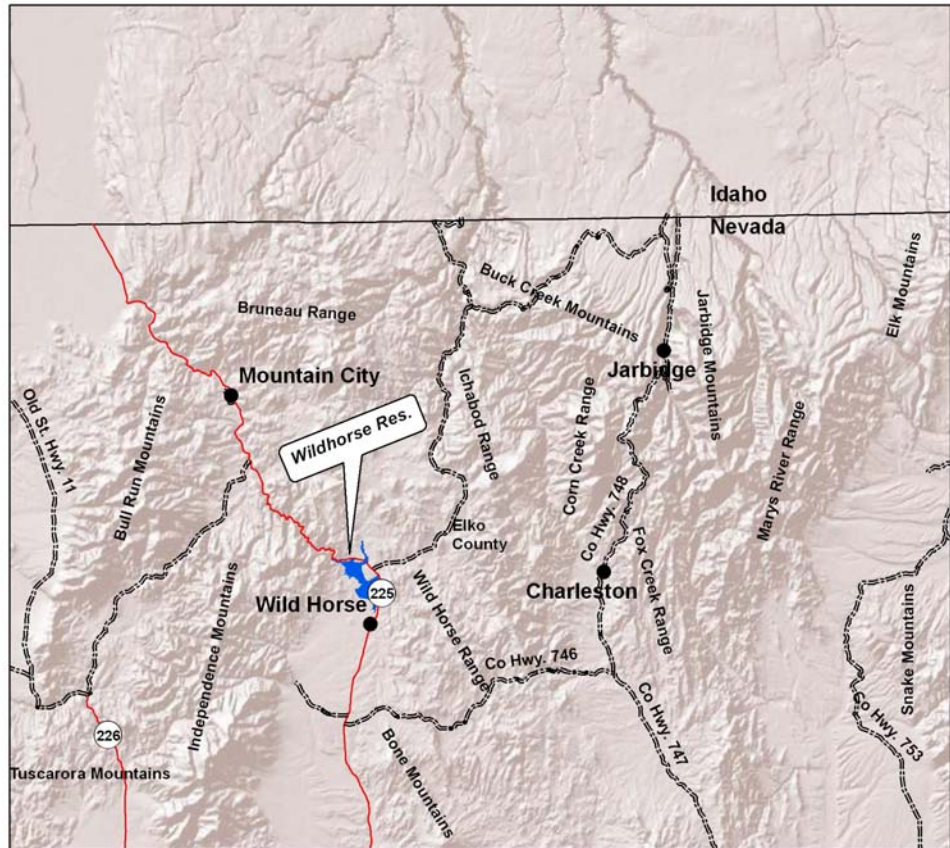 Idaho
Nevada
Elk Mountains
Buck Creek Mountains
Bruneau Range
Jarbidge Mountains
Jarbidge
Mountain City
Ichabod Range
Old St. Hwy. 11
Bull Run Mountains
Wildhorse Res.
Corn Creek Range
Marys River Range
Co Hwy. 748
Elko
County
Fox Creek Range
Charleston
225
Wild Horse
Wild Horse Range
Independence Mountains
Co Hwy. 746
Snake Mountains
Co Hwy. 747
Co Hwy. 753
226
Tuscarora Mountains
Bone Mountains